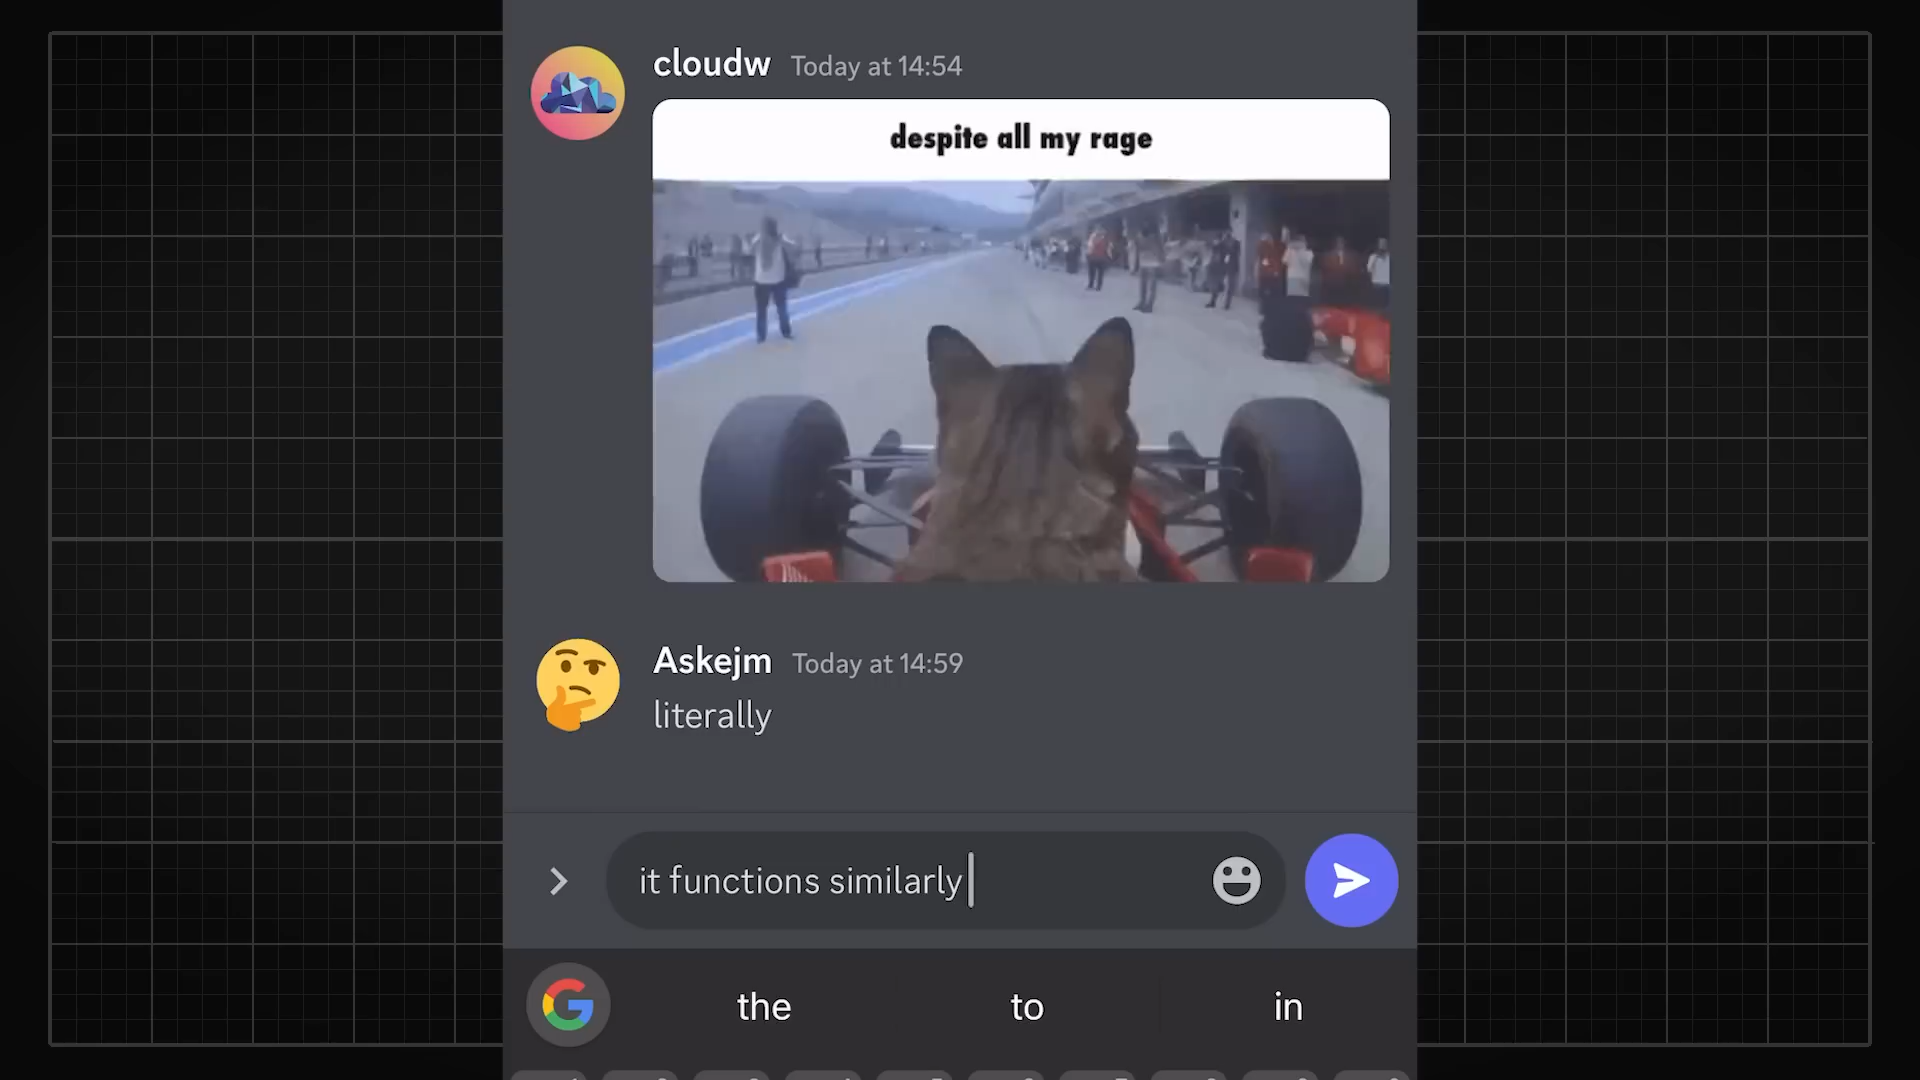 cloudw Today at 14:54
despite all my rage
Askejm Today at 14:59
literally
it functions similarly
the to in